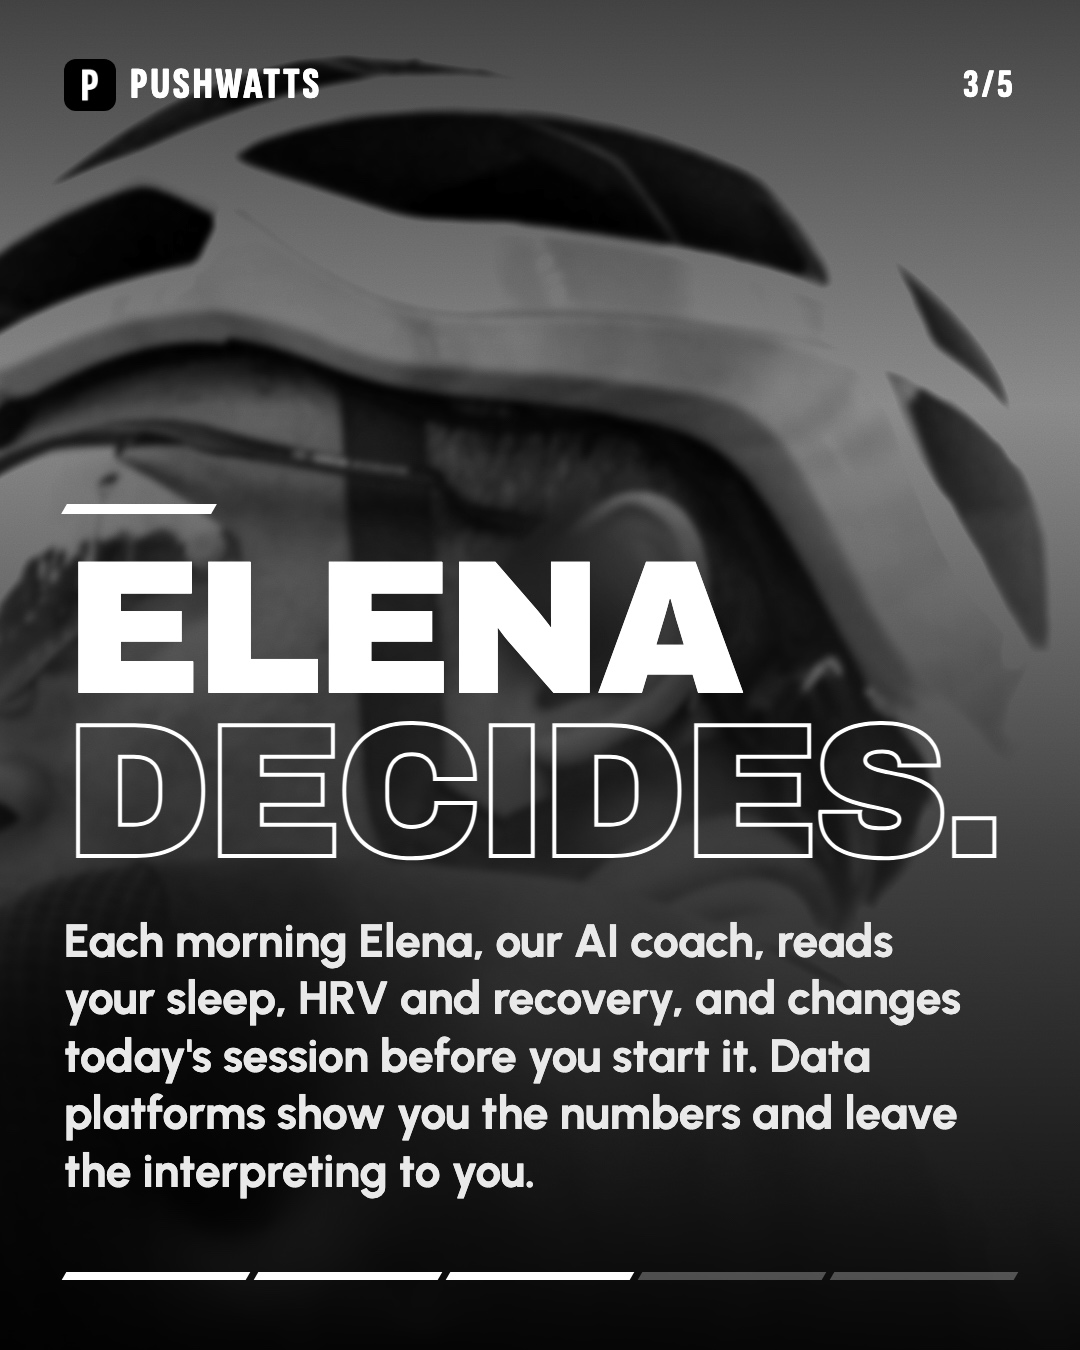 P PUSHWATTS
3/5
ELENA
DECIDES.
Each morning Elena, our AI coach, reads
your sleep, HRV and recovery, and changes
today's session before you start it. Data
platforms show you the numbers and leave
the interpreting to you.